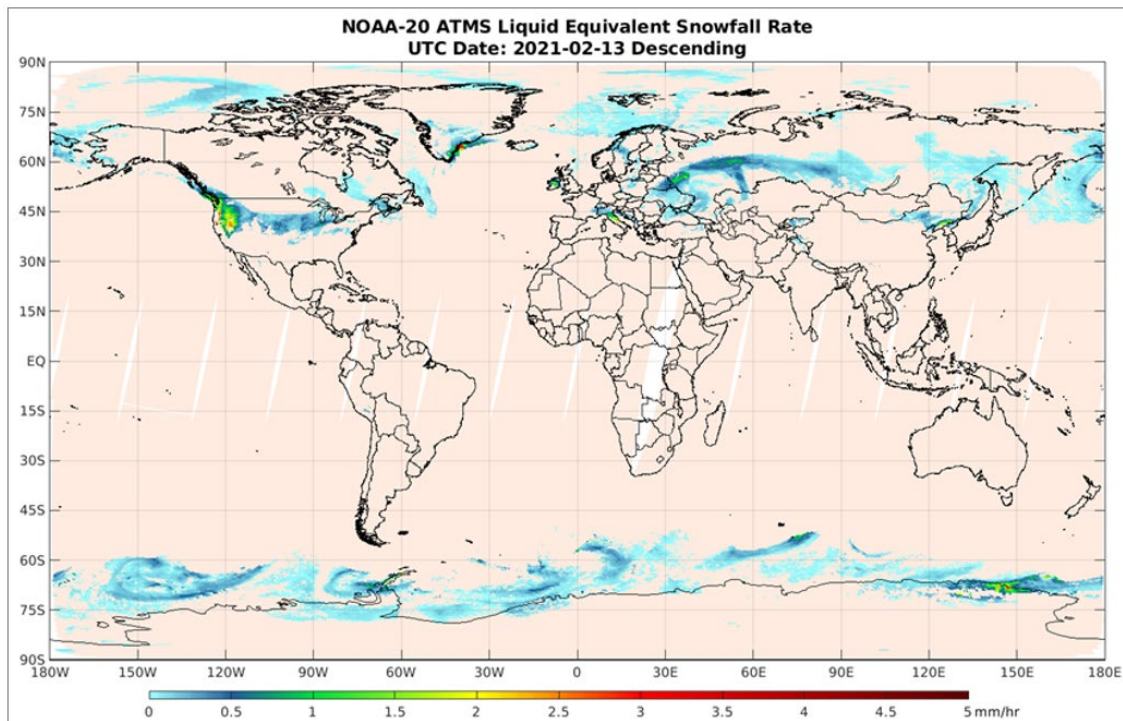 NOAA-20 ATMS Liquid Equivalent Snowfall Rate
UTC Date: 2021-02-13 Descending
90N
75N
60N
45N
30N
15N
EQ
15S
30S
45S
60S
75S
90S
180W 150W 120W 90W 60W 30W 0 30E 60E 90E 120E 150E 180E
0 0.5 1 1.5 2 2.5 3 3.5 4 4.5 5 mm/hr